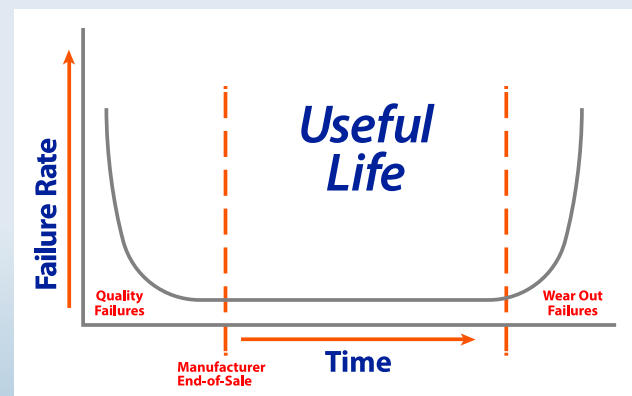 Useful
Life
Failure Rate
Quality
Failures
Wear Out
Failures
Manufacturer
End-of-Sale
Time